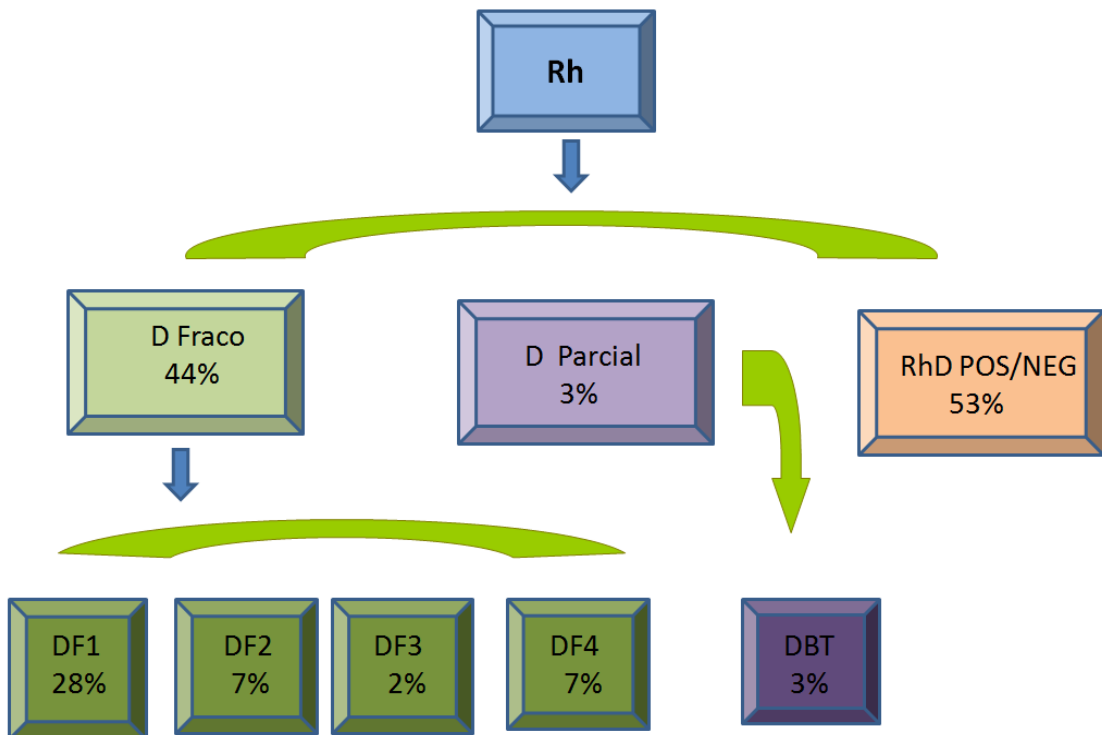 Rh
D Fraco
44%
D Parcial
3%
RhD POS/NEG
53%
DF1
28%
DF2
7%
DF3
2%
DF4
7%
DBT
3%